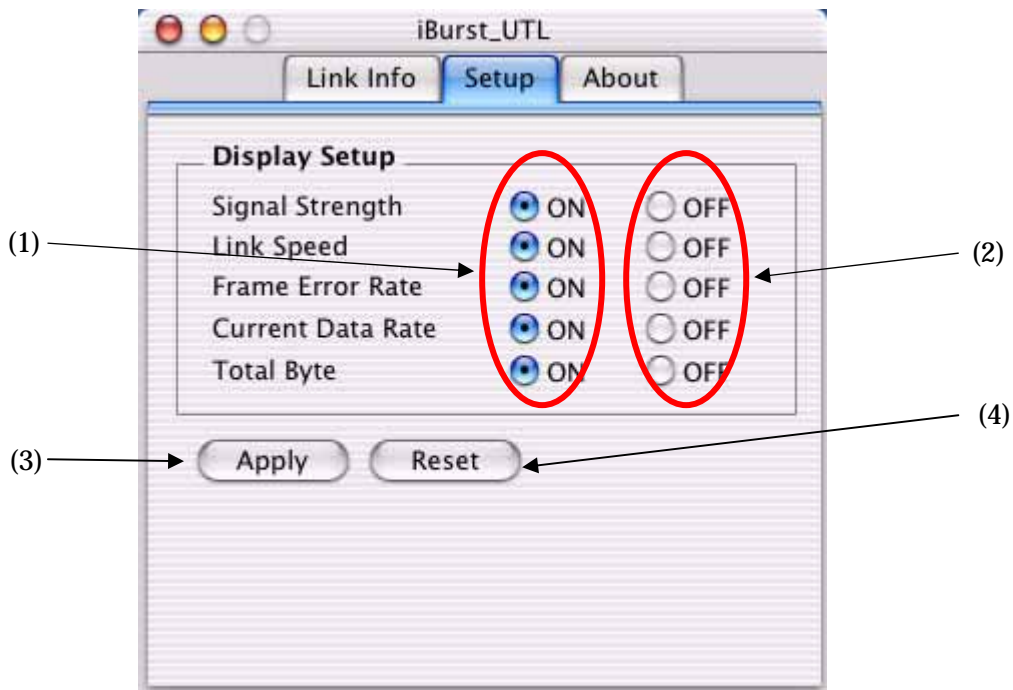 iBurst_UTL
Link Info Setup About
Display Setup
Signal Strength ON OFF
(1) Link Speed ON OFF (2)
Frame Error Rate ON OFF
Current Data Rate ON OFF
Total Byte ON OFF
(4)
(3) Apply Reset